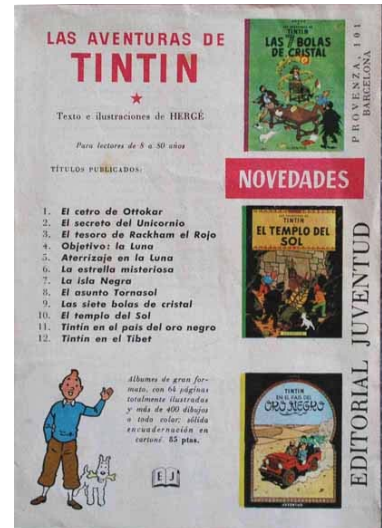 LAS AVENTURAS DE
TINTIN
Texto e ilustraciones de HERGÉ
Para lectores de 8 a 80 años
TÍTULOS PUBLICADOS:
1. El cetro de Ottokar
2. El secreto del Unicornio
3. El tesoro de Rackham el Rojo
4. Objetivo: la Luna
5. Aterrizaje en la Luna
6. La estrella misteriosa
7. La isla Negra
8. El asunto Tornasol
9. Las siete bolas de cristal
10. El templo del Sol
11. Tintín en el país del oro negro
12. Tintín en el Tíbet
Álbumes de gran for-
mato, con 64 páginas
totalmente ilustradas
y más de 400 dibujos
a todo color; sólida
encuadernación en
cartoné. 85 ptas.
E J
LAS 7 BOLAS
DE CRISTAL
NOVEDADES
TINTIN
EL TEMPLO DEL
SOL
TINTIN
EN EL PAÍS DEL
ORO NEGRO
JUVENTUD
PROVENZA, 101
BARCELONA
EDITORIAL JUVENTUD